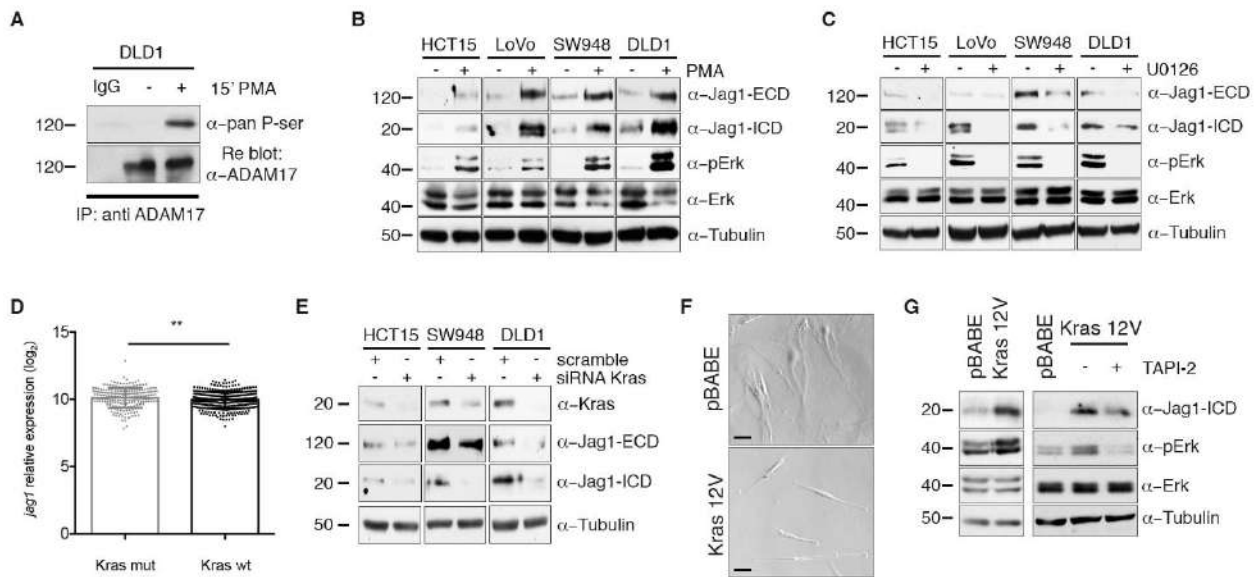 A
DLD1
IgG - + 15' PMA
120– α-pan P-ser
120– Re blot:
α-ADAM17
IP: anti ADAM17
B
HCT15 LoVo SW948 DLD1
- + - + - + - + PMA
120– α–Jag1-ECD
20– α–Jag1-ICD
40– α–pErk
40– α–Erk
50– α–Tubulin
C
HCT15 LoVo SW948 DLD1
- + - + - + - + U0126
120– α–Jag1-ECD
20– α–Jag1-ICD
40– α–pErk
40– α–Erk
50– α–Tubulin
D
jag1 relative expression (log2)
15
10
5
0
**
Kras mut Kras wt
E
HCT15 SW948 DLD1
+ - + - + - scramble
- + - + - + siRNA Kras
20 – α–Kras
120– α–Jag1-ECD
20 – α–Jag1-ICD
50 – α–Tubulin
F
pBABE
Kras 12V
G
pBABE
Kras 12V
pBABE
Kras 12V
- + TAPI-2
20– α–Jag1-ICD
40– α–pErk
40– α–Erk
50– α–Tubulin